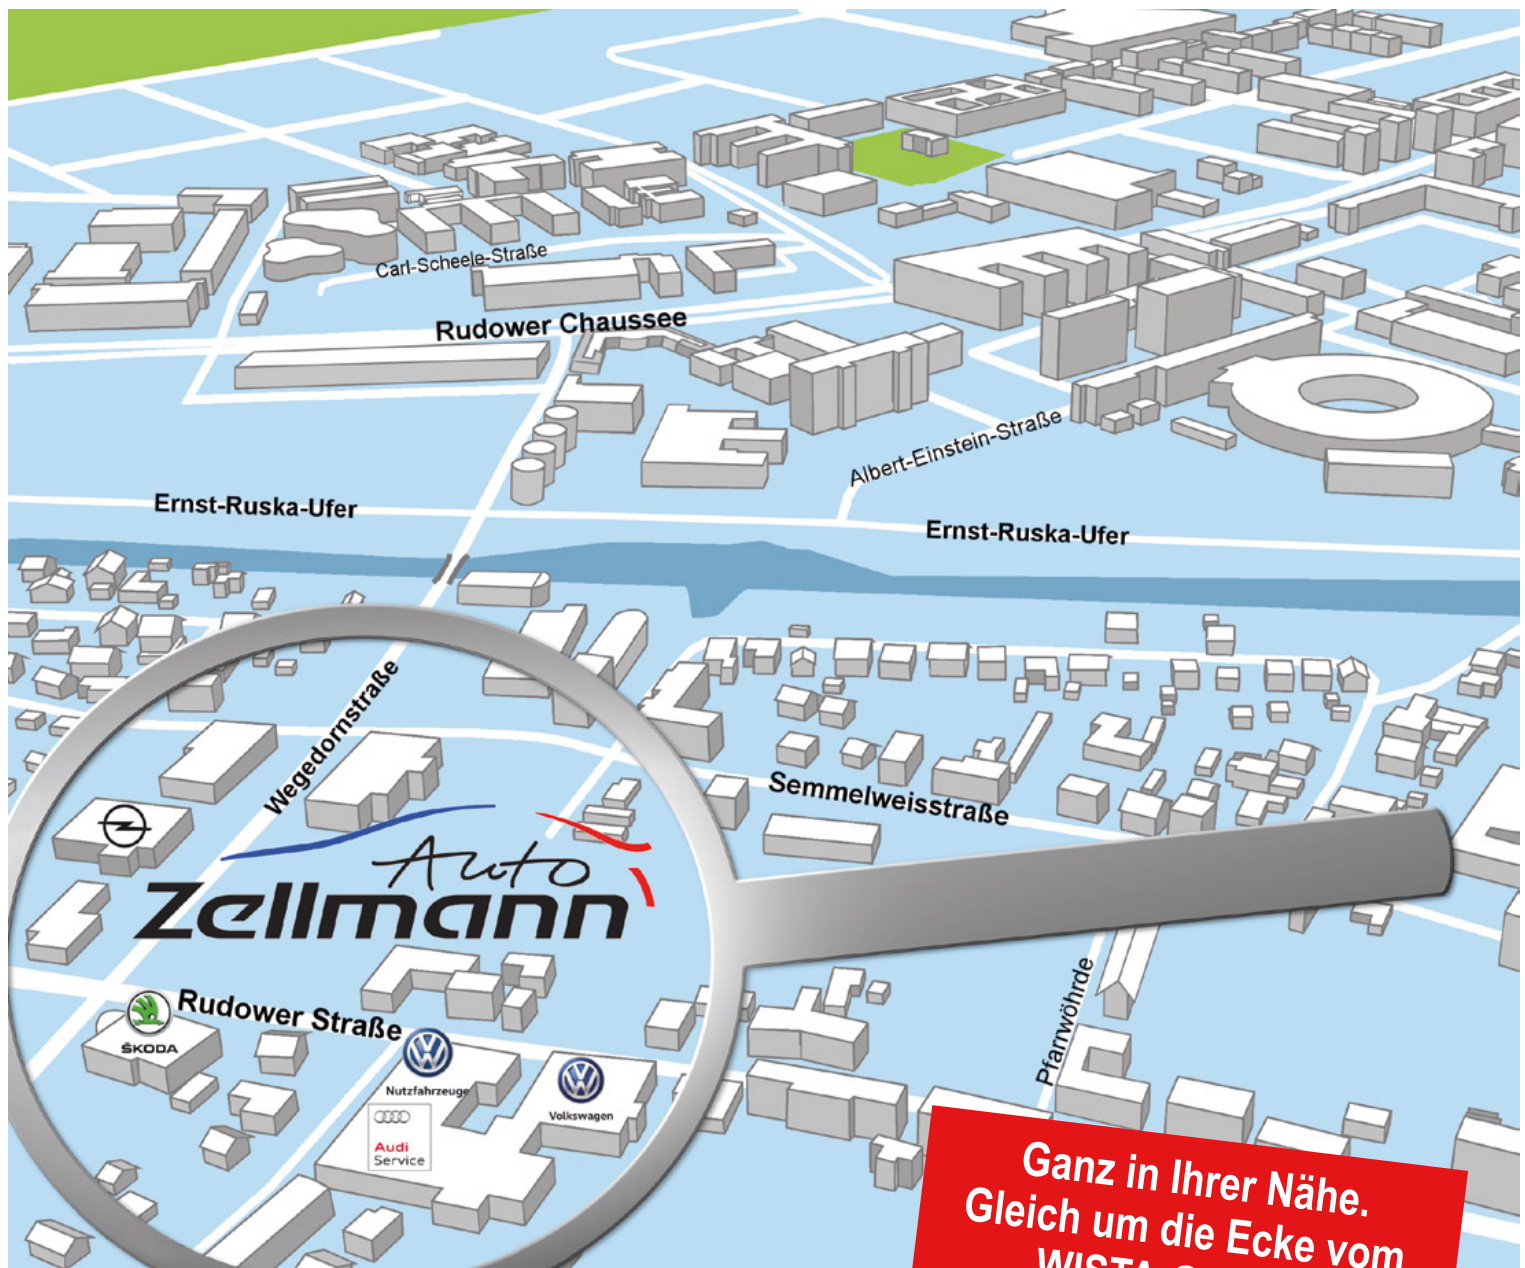 Carl-Scheele-Straße
Rudower Chaussee
Albert-Einstein-Straße
Ernst-Ruska-Ufer
Ernst-Ruska-Ufer
Wegedornstraße
Semmelweisstraße
Auto
Zellmann
Pfarrwöhrde
Rudower Straße
ŠKODA
Nutzfahrzeuge
Volkswagen
Audi
Service
Ganz in Ihrer Nähe.
Gleich um die Ecke vom
WISTA